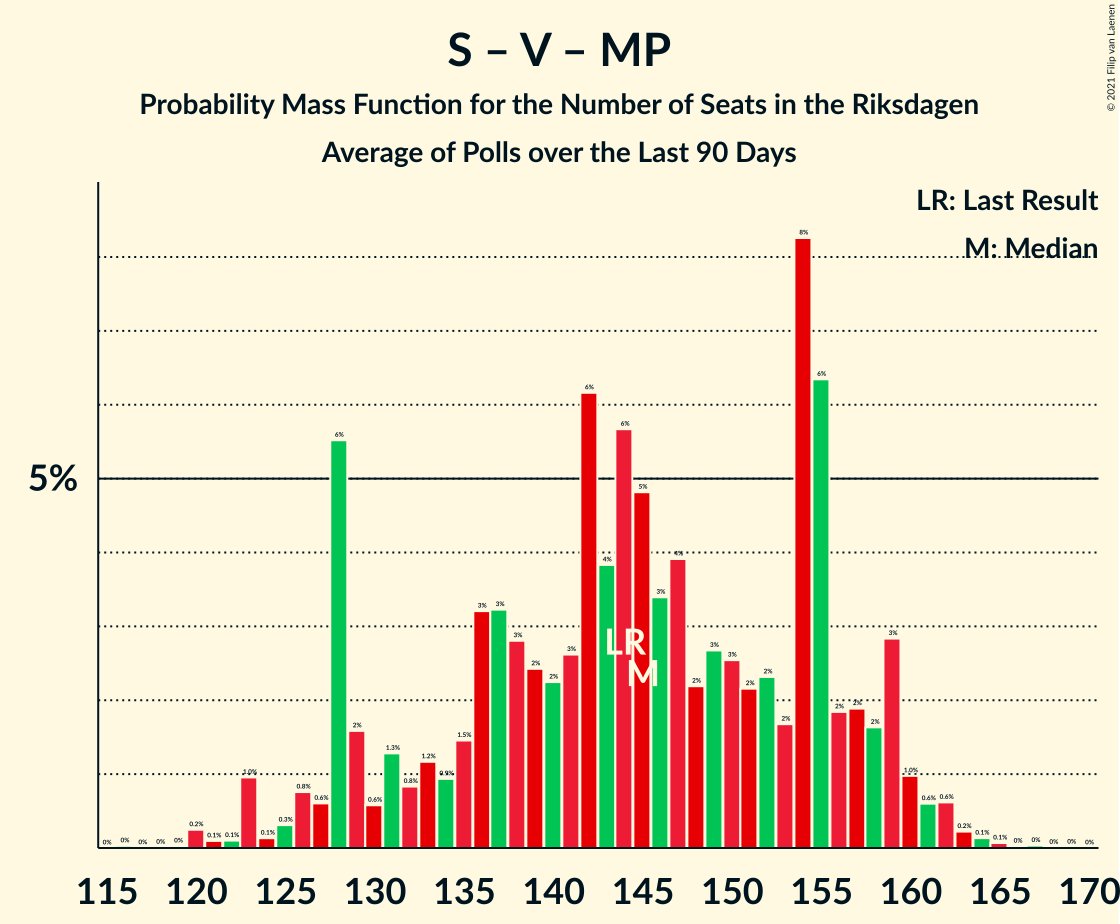 S – V – MP
Probability Mass Function for the Number of Seats in the Riksdagen
Average of Polls over the Last 90 Days
© 2021 Filip van Laenen
LR: Last Result
M: Median
5%
0% 0% 0% 0% 0% 0.2% 0.1% 0.1% 1.0% 0.1% 0.3% 0.8% 0.6% 6% 2% 0.6% 1.3% 0.8% 1.2% 0.9% 1.5% 3% 3% 3% 2% 2% 3% 6% 4% 6% 5% 3% 4% 2% 3% 3% 2% 2% 2% 8% 6% 2% 2% 2% 3% 1.0% 0.6% 0.6% 0.2% 0.1% 0.1% 0% 0% 0% 0% 0%
LR
M
115 120 125 130 135 140 145 150 155 160 165 170